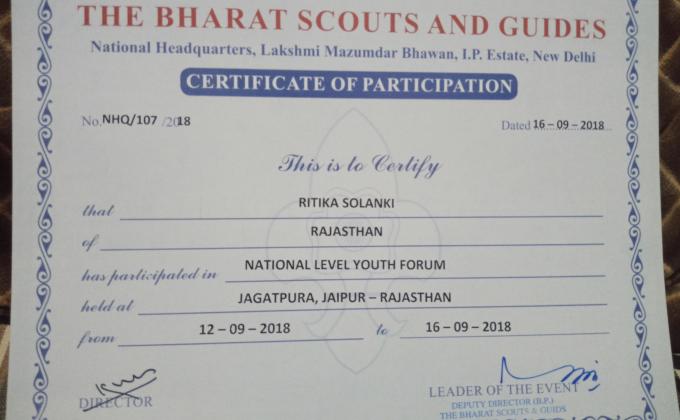 THE BHARAT SCOUTS AND GUIDES
National Headquarters, Lakshmi Mazumdar Bhawan, I.P. Estate, New Delhi
CERTIFICATE OF PARTICIPATION
No. NHQ/107 /2018 Dated 16 – 09 – 2018
This is to Certify
that RITIKA SOLANKI
of RAJASTHAN
has participated in NATIONAL LEVEL YOUTH FORUM
held at JAGATPURA, JAIPUR – RAJASTHAN
from 12 – 09 – 2018 to 16 – 09 – 2018
DIRECTOR
LEADER OF THE EVENT
DEPUTY DIRECTOR (B.P.)
THE BHARAT SCOUTS & GUIDS